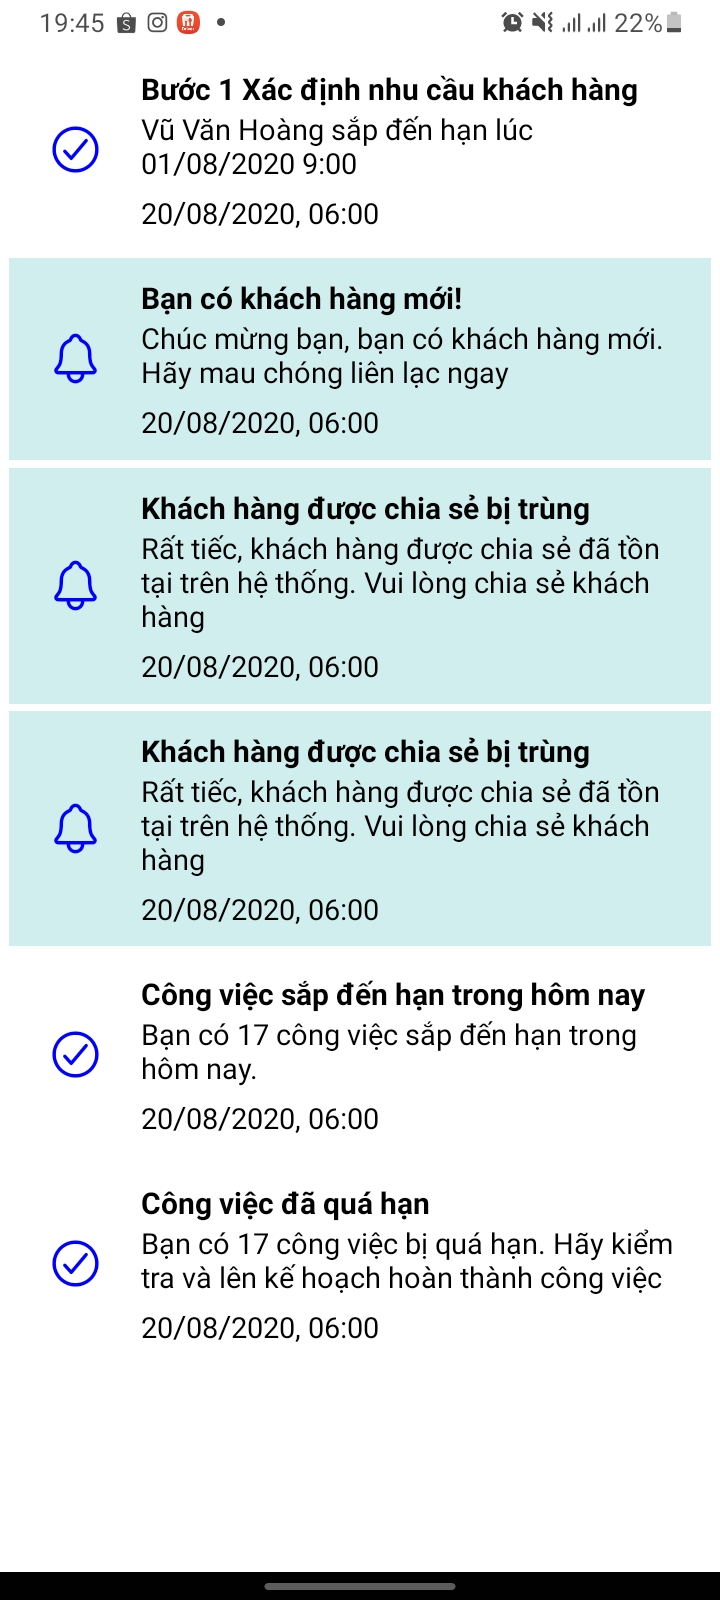 19:45
22%
Bước 1 Xác định nhu cầu khách hàng
Vũ Văn Hoàng sắp đến hạn lúc
01/08/2020 9:00
20/08/2020, 06:00
Bạn có khách hàng mới!
Chúc mừng bạn, bạn có khách hàng mới.
Hãy mau chóng liên lạc ngay
20/08/2020, 06:00
Khách hàng được chia sẻ bị trùng
Rất tiếc, khách hàng được chia sẻ đã tồn
tại trên hệ thống. Vui lòng chia sẻ khách
hàng
20/08/2020, 06:00
Khách hàng được chia sẻ bị trùng
Rất tiếc, khách hàng được chia sẻ đã tồn
tại trên hệ thống. Vui lòng chia sẻ khách
hàng
20/08/2020, 06:00
Công việc sắp đến hạn trong hôm nay
Bạn có 17 công việc sắp đến hạn trong
hôm nay.
20/08/2020, 06:00
Công việc đã quá hạn
Bạn có 17 công việc bị quá hạn. Hãy kiểm
tra và lên kế hoạch hoàn thành công việc
20/08/2020, 06:00